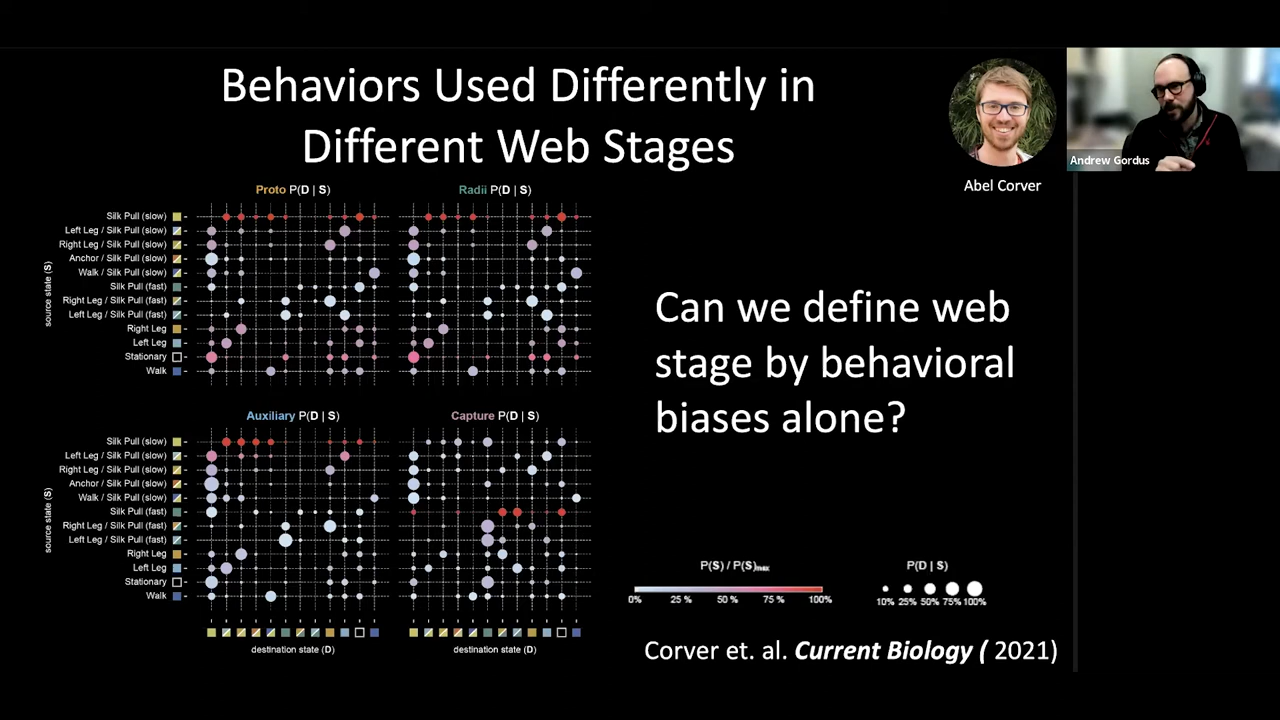 Behaviors Used Differently in
Different Web Stages
Abel Corver
Andrew Gordus
Proto P(D | S)
Radii P(D | S)
source state (S)
Silk Pull (slow)
Left Leg / Silk Pull (slow)
Right Leg / Silk Pull (slow)
Anchor / Silk Pull (slow)
Walk / Silk Pull (slow)
Silk Pull (fast)
Right Leg / Silk Pull (fast)
Left Leg / Silk Pull (fast)
Right Leg
Left Leg
Stationary
Walk
Auxiliary P(D | S)
Capture P(D | S)
source state (S)
Silk Pull (slow)
Left Leg / Silk Pull (slow)
Right Leg / Silk Pull (slow)
Anchor / Silk Pull (slow)
Walk / Silk Pull (slow)
Silk Pull (fast)
Right Leg / Silk Pull (fast)
Left Leg / Silk Pull (fast)
Right Leg
Left Leg
Stationary
Walk
destination state (D)
destination state (D)
Can we define web
stage by behavioral
biases alone?
P(S) / P(S)max
0% 25 % 50 % 75 % 100%
P(D | S)
10% 25% 50% 75% 100%
Corver et. al. Current Biology ( 2021)